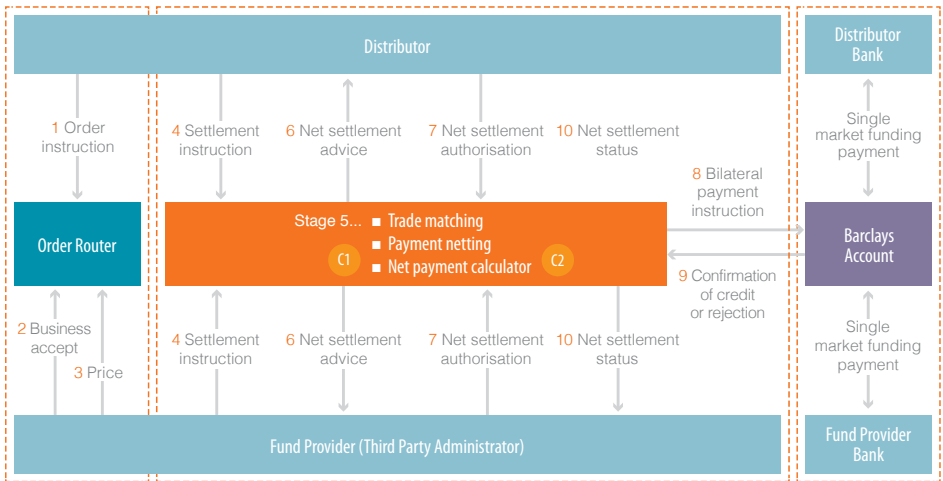 Distributor
Distributor
Bank
1 Order
instruction
4 Settlement
instruction
6 Net settlement
advice
7 Net settlement
authorisation
10 Net settlement
status
Single
market funding
payment
8 Bilateral
payment
instruction
Order Router
Stage 5...
■ Trade matching
■ Payment netting
■ Net payment calculator
C1
C2
Barclays
Account
9 Confirmation
of credit
or rejection
2 Business
accept
3 Price
4 Settlement
instruction
6 Net settlement
advice
7 Net settlement
authorisation
10 Net settlement
status
Single
market funding
payment
Fund Provider (Third Party Administrator)
Fund Provider
Bank